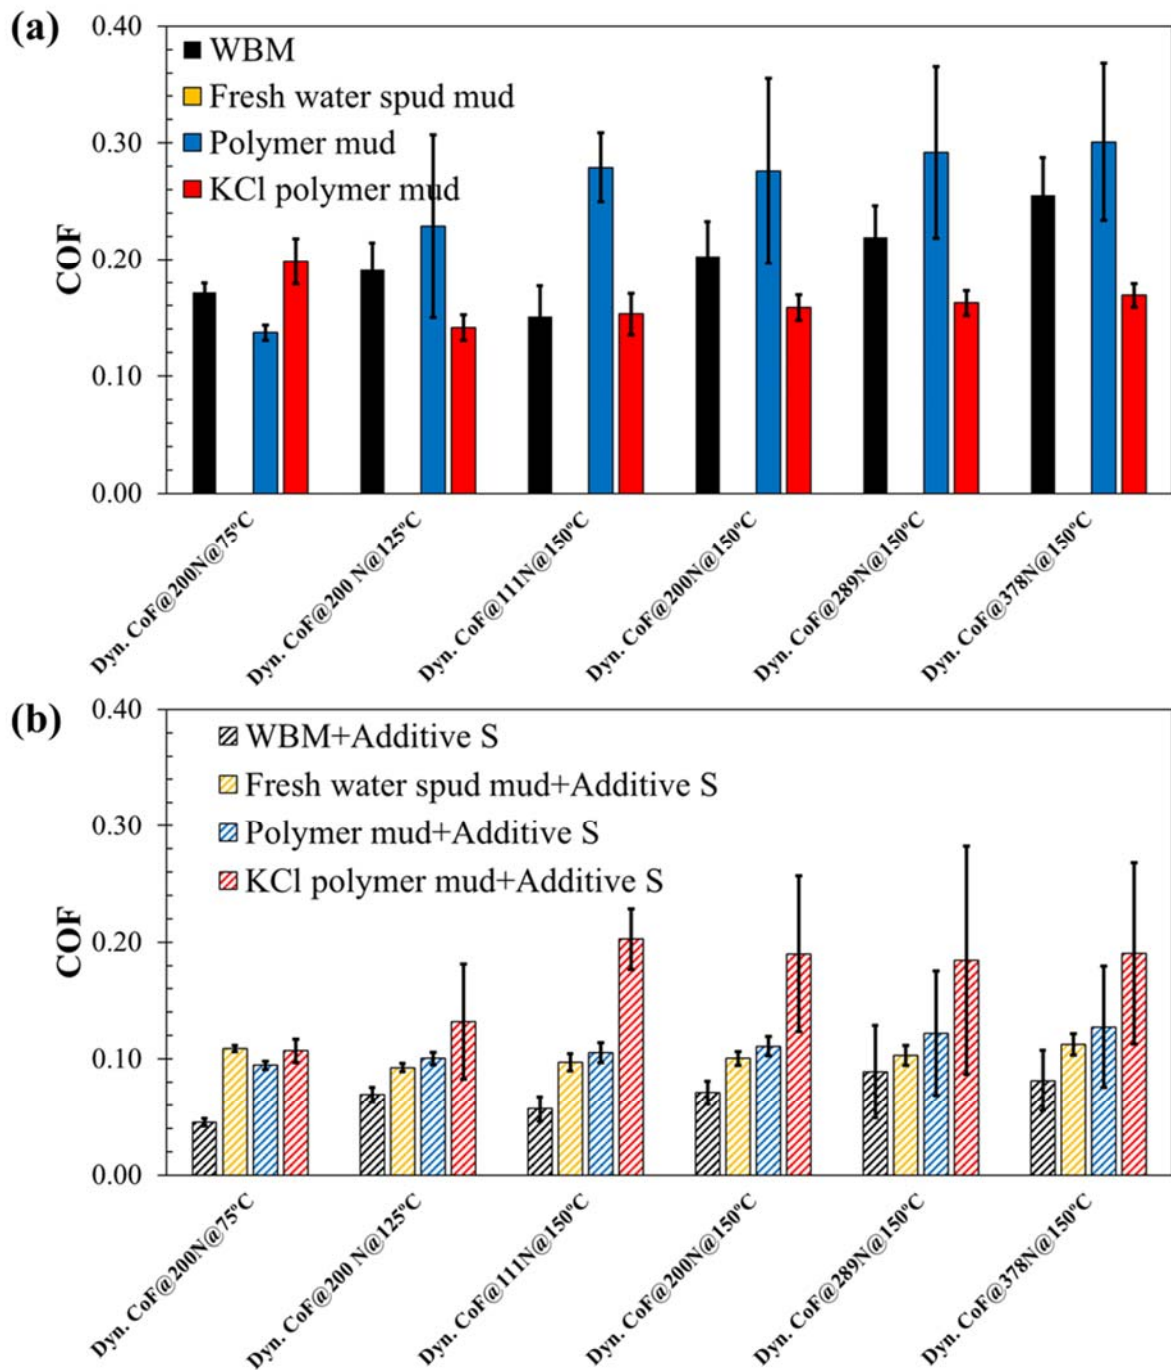 (a)
0.40
WBM
Fresh water spud mud
0.30
Polymer mud
KCl polymer mud
COF
0.20
0.10
0.00
Dyn. CoF@200N@75°C
Dyn. CoF@200 N@125°C
Dyn. CoF@111N@150°C
Dyn. CoF@200N@150°C
Dyn. CoF@289N@150°C
Dyn. CoF@378N@150°C
(b)
0.40
WBM+Additive S
Fresh water spud mud+Additive S
0.30
Polymer mud+Additive S
KCl polymer mud+Additive S
COF
0.20
0.10
0.00
Dyn. CoF@200N@75°C
Dyn. CoF@200 N@125°C
Dyn. CoF@111N@150°C
Dyn. CoF@200N@150°C
Dyn. CoF@289N@150°C
Dyn. CoF@378N@150°C